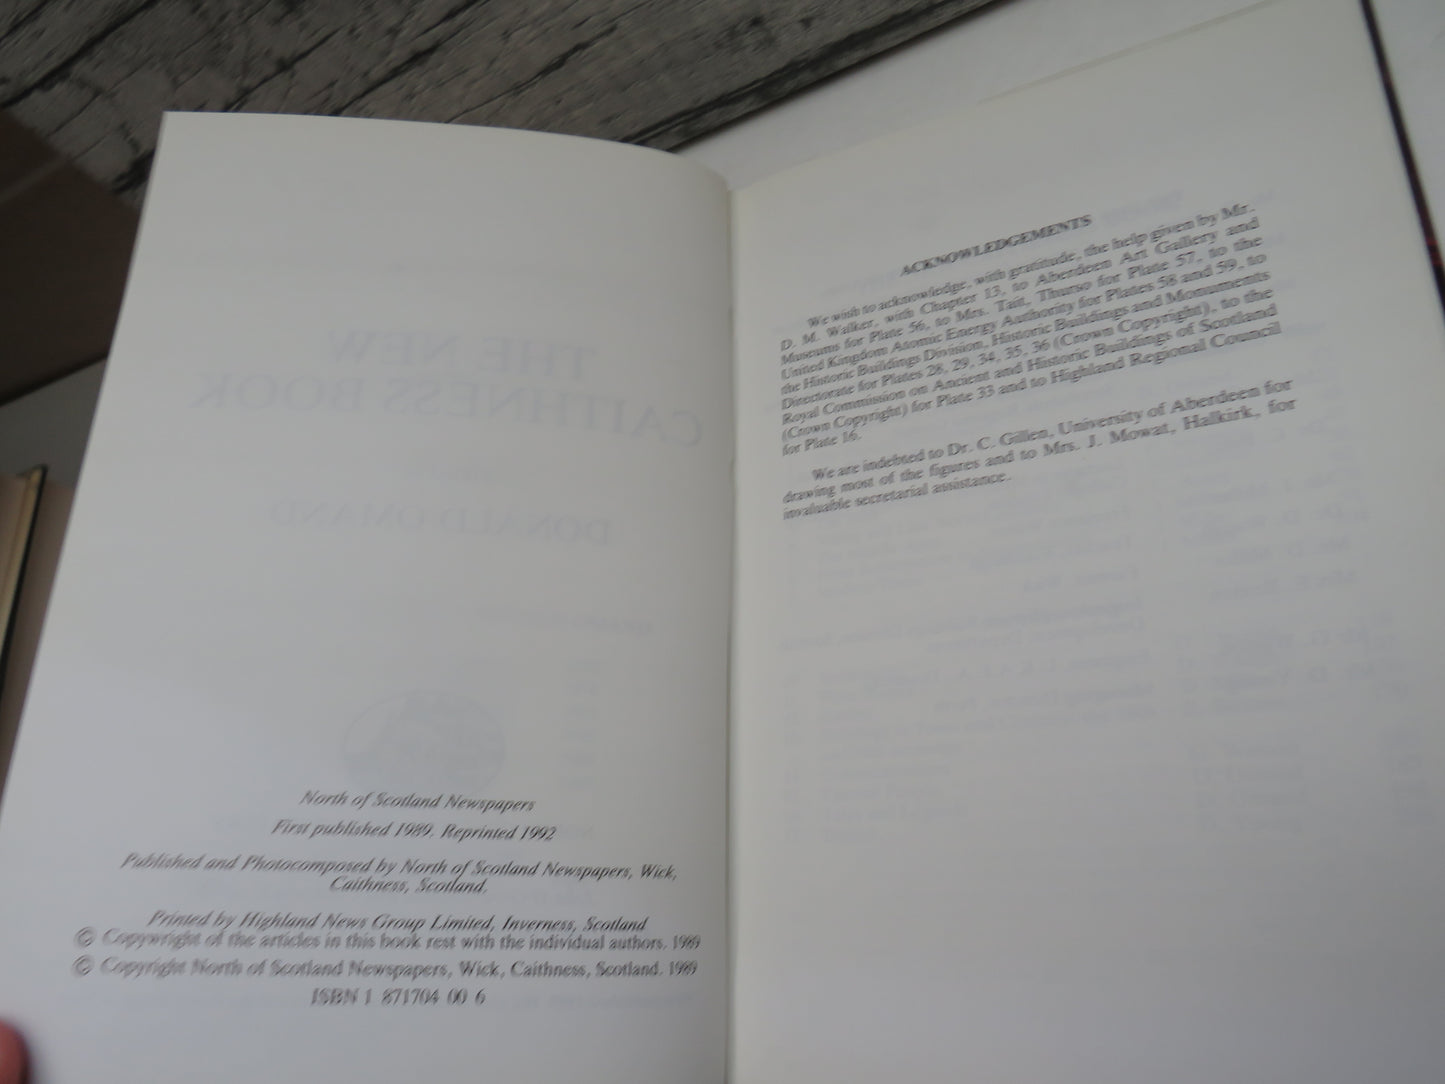 North of Scotland Newspapers
First published 1989. Reprinted 1992
Published and Photocomposed by North of Scotland Newspapers, Wick,
Caithness, Scotland.
Printed by Highland News Group Limited, Inverness, Scotland
© Copywright of the articles in this book rest with the individual authors. 1989
© Copyright North of Scotland Newspapers, Wick, Caithness, Scotland. 1989
ISBN 1 871704 00 6
ACKNOWLEDGEMENTS
We wish to acknowledge, with gratitude, the help given by Mr.
D. M. Walker, with Chapter 13, to Aberdeen Art Gallery and
Museums for Plate 56, to Mrs. Tait, Thurso for Plate 57, to the
United Kingdom Atomic Energy Authority for Plates 58 and 59, to
the Historic Buildings Division, Historic Buildings and Monuments
Directorate for Plates 28, 29, 34, 35, 36 (Crown Copyright), to the
Royal Commission on Ancient and Historic Buildings of Scotland
(Crown Copyright) for Plate 33 and to Highland Regional Council
for Plate 16.
We are indebted to Dr. C. Gillen, University of Aberdeen for
drawing most of the figures and to Mrs. J. Mowat, Halkirk, for
invaluable secretarial assistance.
THE NEW
CAITHNESS BOOK
DONALD OMAND